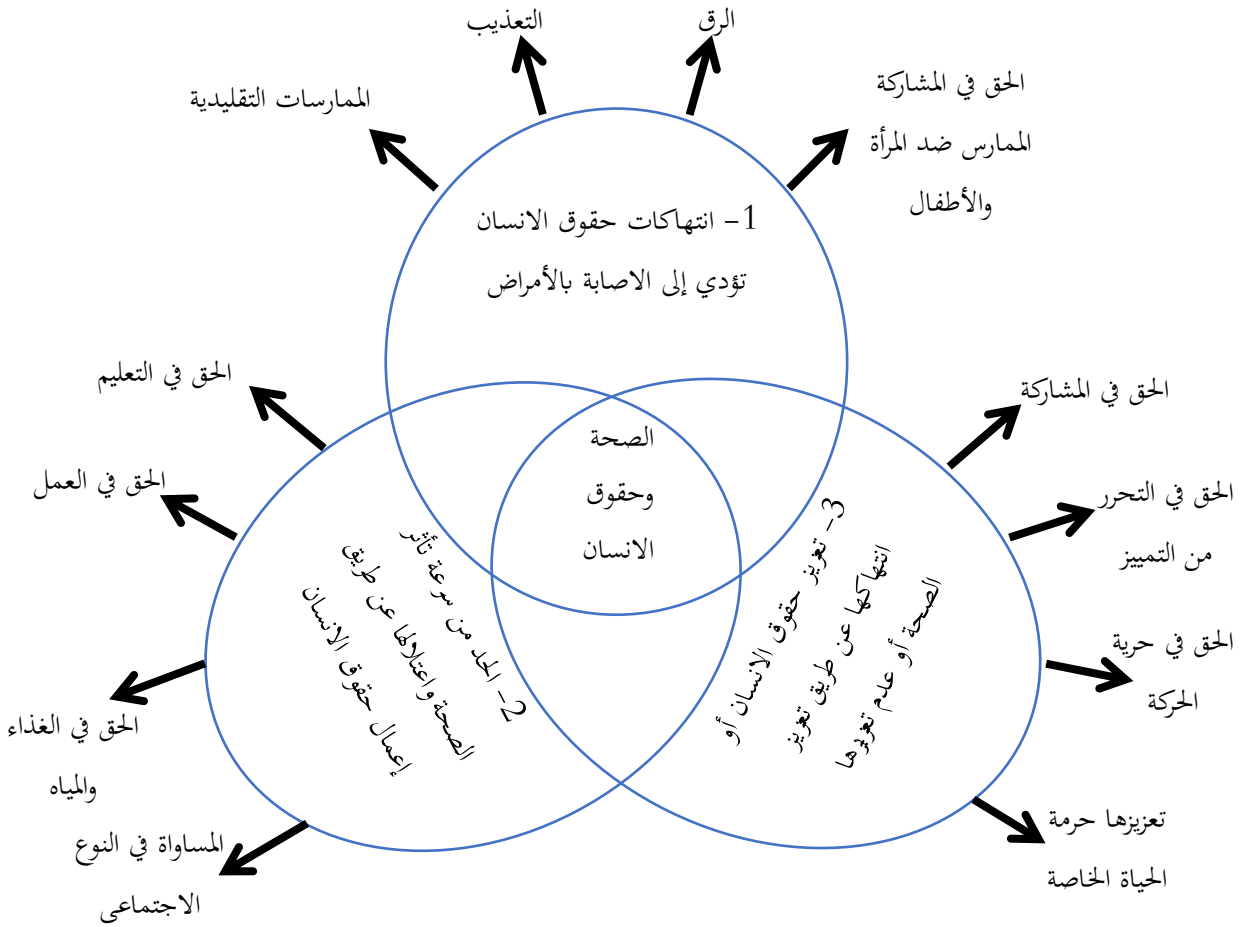 التعذيب
الرق
الممارسات التقليدية
الحق في المشاركة
الممارس ضد المرأة
والأطفال
1- انتهاكات حقوق الانسان
تؤدي إلى الاصابة بالأمراض
الحق في التعليم
الحق في العمل
الحق في الغذاء
والمياه
المساواة في النوع
الاجتماعى
2- الحد من سرعة تأثر
الصحة واعتلالها عن طريق
إعمال حقوق الانسان
الصحة
وحقوق
الانسان
3- تعزيز حقوق الانسان أو
انتهاكها عن طريق تعزيز
الصحة أو عدم تعزيزها
الحق في المشاركة
الحق في التحرر
من التمييز
الحق في حرية
الحركة
تعزيزها حرمة
الحياة الخاصة